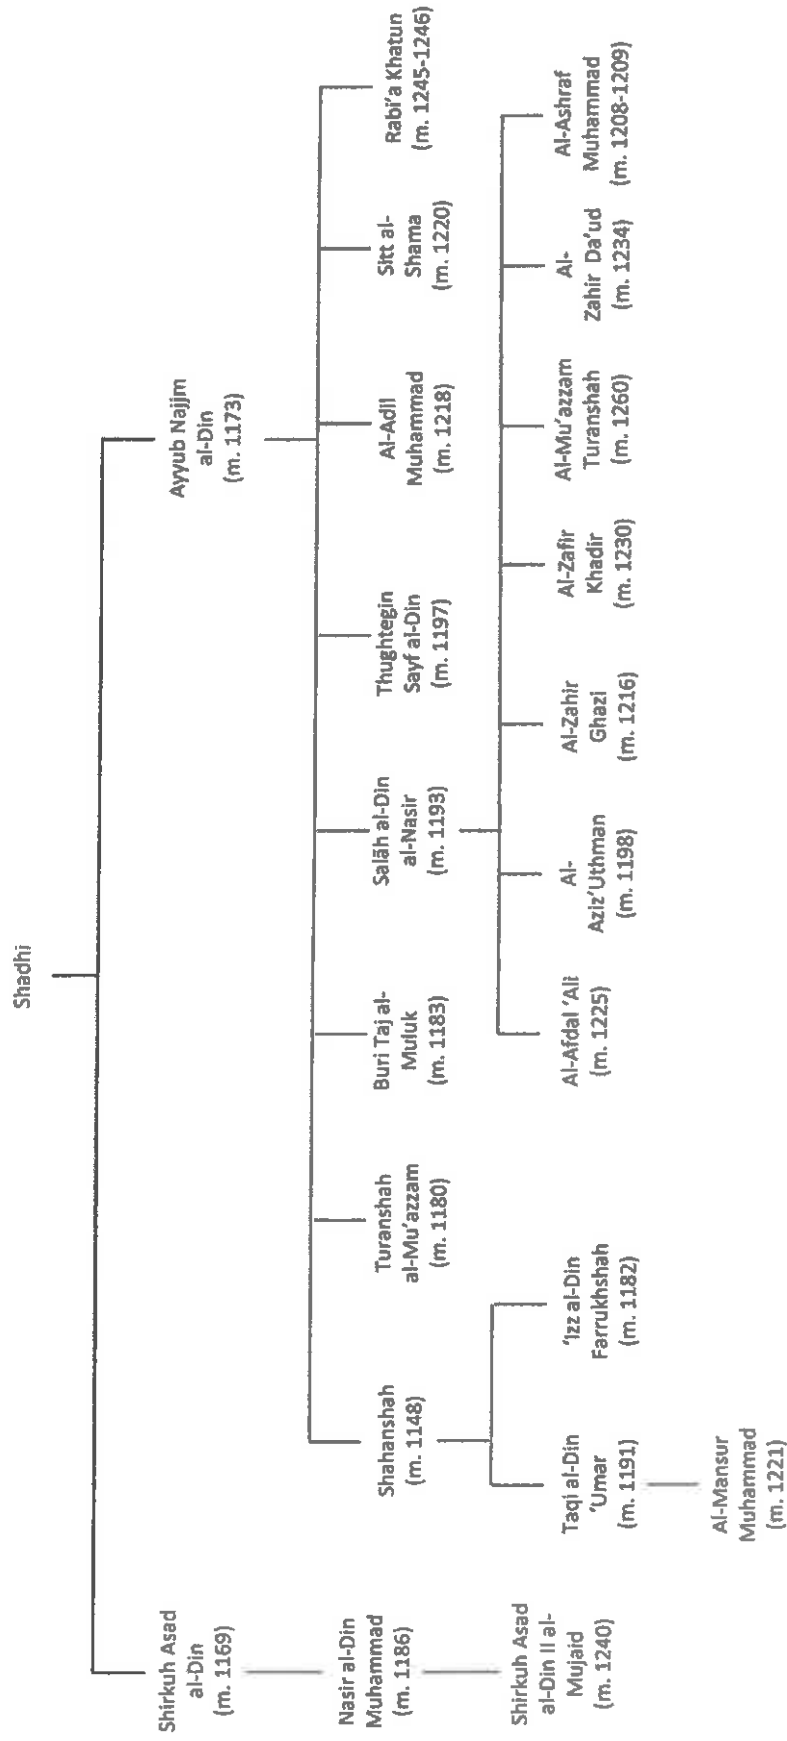 Shadhi
Shirkuh Asad
al-Din
(m. 1169)
Ayyub Najjm
al-Din
(m. 1173)
Nasir al-Din
Muhammad
(m. 1186)
Shahanshah
(m. 1148)
Turanshah
al-Mu'azzam
(m. 1180)
Buri Taj al-
Muluk
(m. 1183)
Salāh al-Din
al-Nasir
(m. 1193)
Thughtegin
Sayf al-Din
(m. 1197)
Al-Adil
Muhammad
(m. 1218)
Sitt al-
Shama
(m. 1220)
Rabi'a Khatun
(m. 1245-1246)
Shirkuh Asad
al-Din II al-
Mujaid
(m. 1240)
Taqi al-Din
'Umar
(m. 1191)
'Izz al-Din
Farrukhshah
(m. 1182)
Al-Afdal 'Ali
(m. 1225)
Al-
Aziz'Uthman
(m. 1198)
Al-Zahir
Ghazi
(m. 1216)
Al-Zafir
Khadir
(m. 1230)
Al-Mu'azzam
Turanshah
(m. 1260)
Al-
Zahir Da'ud
(m. 1234)
Al-Ashraf
Muhammad
(m. 1208-1209)
Al-Mansur
Muhammad
(m. 1221)